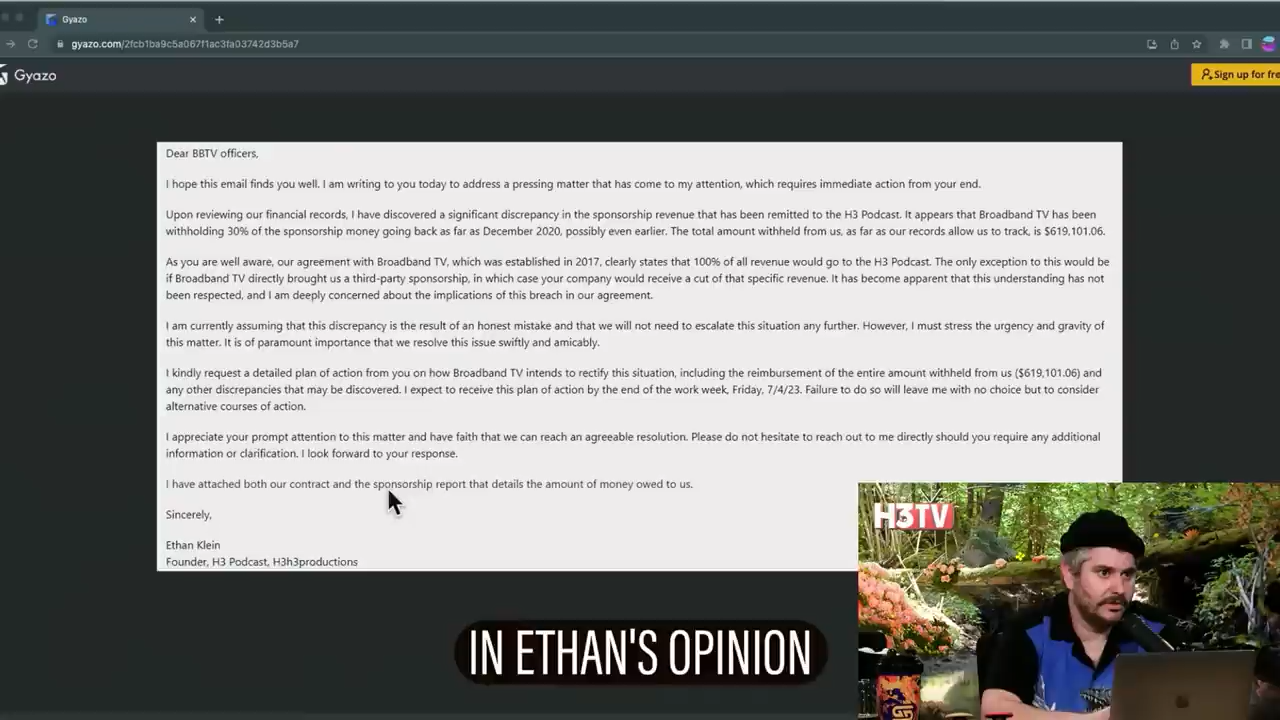 Gyazo
gyazo.com/2fcb1ba9c5a067f1ac3fa03742d3b5a7
Gyazo
Sign up for fre
Dear BBTV officers,
I hope this email finds you well. I am writing to you today to address a pressing matter that has come to my attention, which requires immediate action from your end.
Upon reviewing our financial records, I have discovered a significant discrepancy in the sponsorship revenue that has been remitted to the H3 Podcast. It appears that Broadband TV has been
withholding 30% of the sponsorship money going back as far as December 2020, possibly even earlier. The total amount withheld from us, as far as our records allow us to track, is $619,101.06.
As you are well aware, our agreement with Broadband TV, which was established in 2017, clearly states that 100% of all revenue would go to the H3 Podcast. The only exception to this would be
if Broadband TV directly brought us a third-party sponsorship, in which case your company would receive a cut of that specific revenue. It has become apparent that this understanding has not
been respected, and I am deeply concerned about the implications of this breach in our agreement.
I am currently assuming that this discrepancy is the result of an honest mistake and that we will not need to escalate this situation any further. However, I must stress the urgency and gravity of
this matter. It is of paramount importance that we resolve this issue swiftly and amicably.
I kindly request a detailed plan of action from you on how Broadband TV intends to rectify this situation, including the reimbursement of the entire amount withheld from us ($619,101.06) and
any other discrepancies that may be discovered. I expect to receive this plan of action by the end of the work week, Friday, 7/4/23. Failure to do so will leave me with no choice but to consider
alternative courses of action.
I appreciate your prompt attention to this matter and have faith that we can reach an agreeable resolution. Please do not hesitate to reach out to me directly should you require any additional
information or clarification. I look forward to your response.
I have attached both our contract and the sponsorship report that details the amount of money owed to us.
Sincerely,
Ethan Klein
Founder, H3 Podcast, H3h3productions
H3TV
IN ETHAN'S OPINION